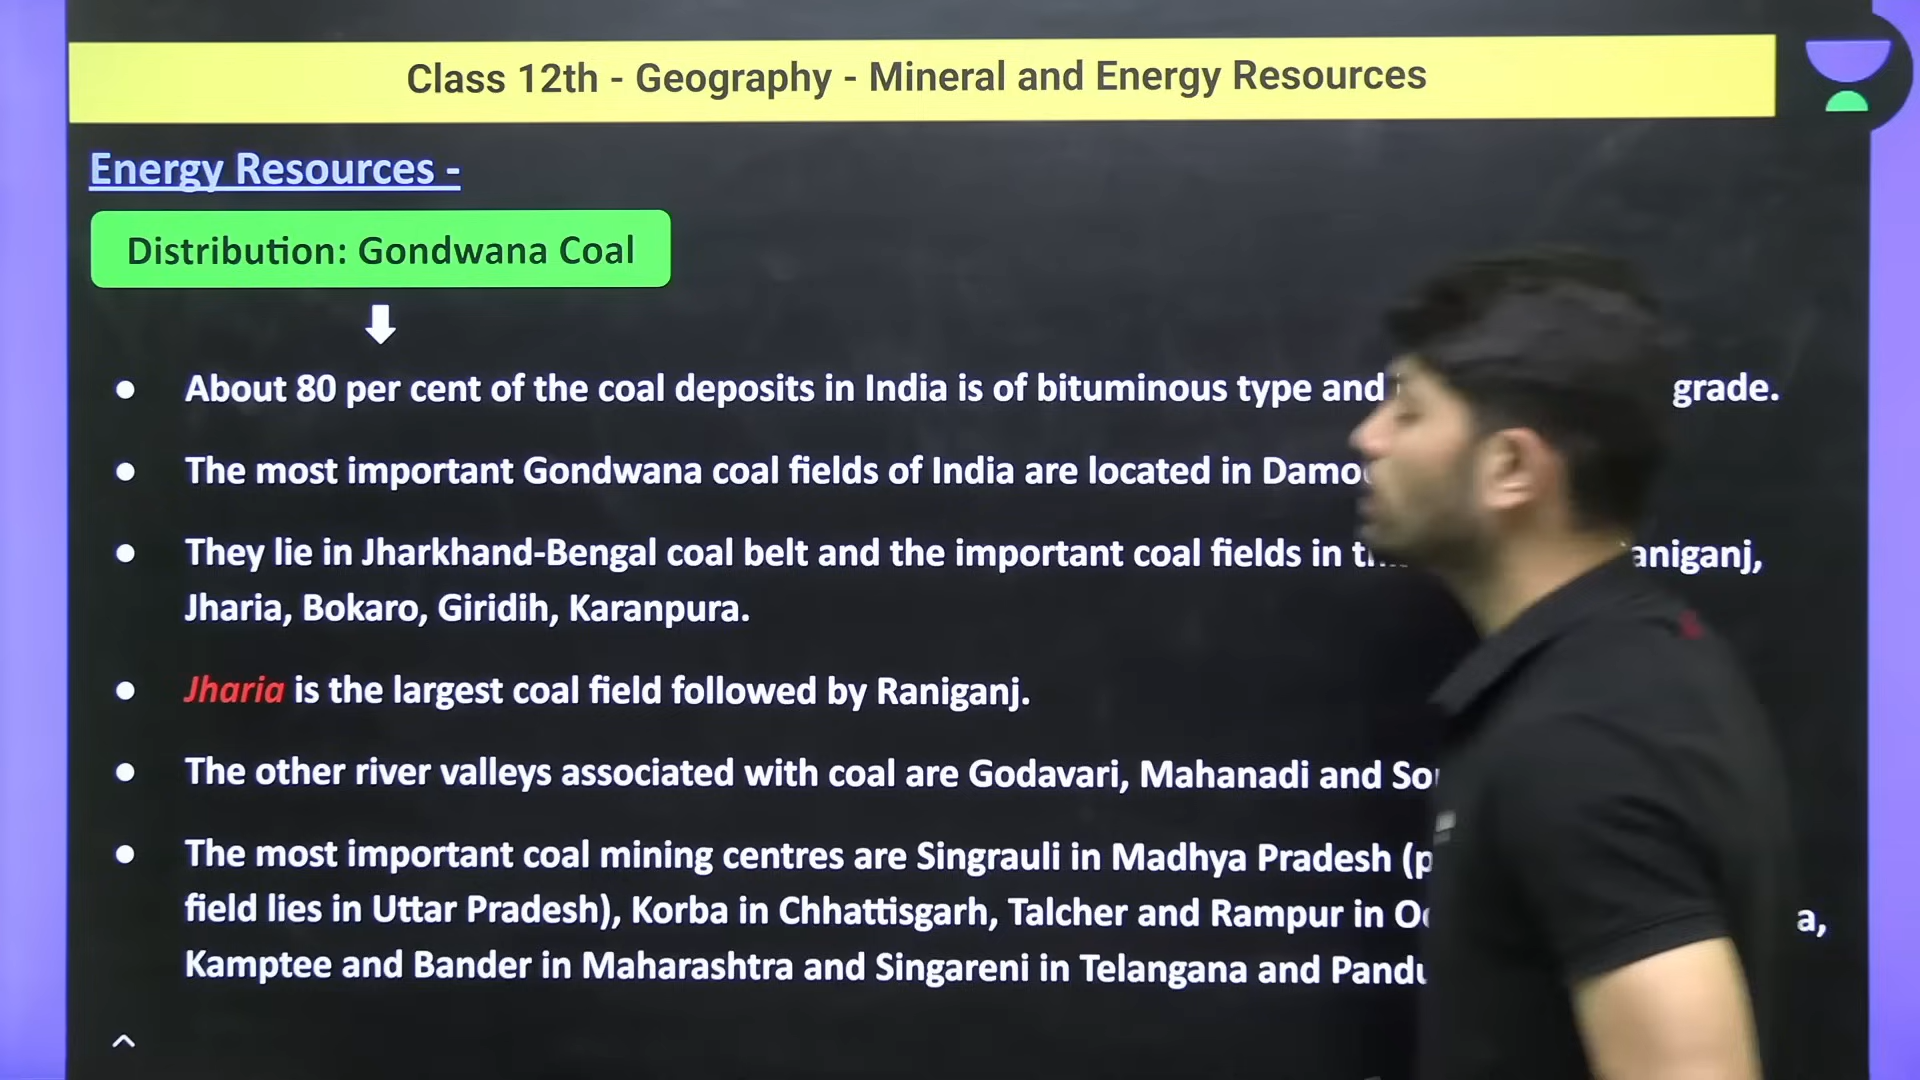 Class 12th - Geography - Mineral and Energy Resources
Energy Resources -
Distribution: Gondwana Coal
● About 80 per cent of the coal deposits in India is of bituminous type and grade.
● The most important Gondwana coal fields of India are located in
● They lie in Jharkhand-Bengal coal belt and the important coal fields in
Jharia, Bokaro, Giridih, Karanpura.
● Jharia is the largest coal field followed by Raniganj.
● The other river valleys associated with coal are Godavari, Mahanadi and
● The most important coal mining centres are Singrauli in Madhya Pradesh
field lies in Uttar Pradesh), Korba in Chhattisgarh, Talcher and Rampur in
Kamptee and Bander in Maharashtra and Singareni in Telangana and